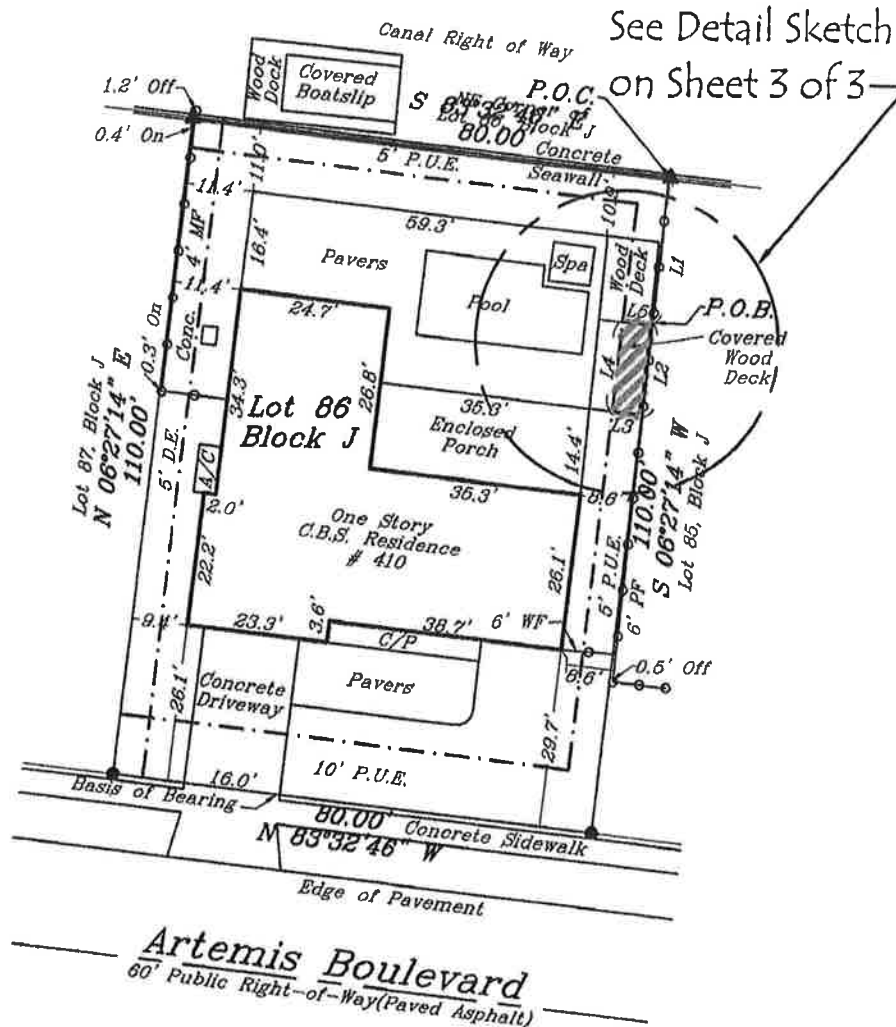 See Detail Sketch
on Sheet 3 of 3
Canal Right of Way
Wood Deck
Covered
Boatslip
P.O.C.
1.2' Off
0.4' On
80.00'
Concrete
Seawall
5' P.U.E.
11.0'
11.4'
59.3'
4' MF
16.4'
Pavers
Spa
Pool
Wood
Deck
L1
L6
P.O.B.
Covered
Wood
Deck
L4
L2
L3
11.4'
Conc.
24.7'
0.3' On
34.3'
26.8'
Lot 86
Block J
Enclosed
Porch
14.4'
Lot 87, Block J
N 06°27'14" E
110.00'
5' D.E.
A/C
2.0'
35.3'
8.6'
110.00'
S 06°27'14" W
Lot 85, Block J
One Story
C.B.S. Residence
# 410
22.2'
26.1'
5' P.U.E.
6' PF
9.4'
23.3'
3.6'
38.7'
6' WF
C/P
0.5' Off
8.6'
26.1'
Concrete
Driveway
Pavers
29.7'
10' P.U.E.
16.0'
Basis of Bearing
80.00'
N 83°32'46" W
Concrete Sidewalk
Edge of Pavement
Artemis Boulevard
60' Public Right-of-Way(Paved Asphalt)